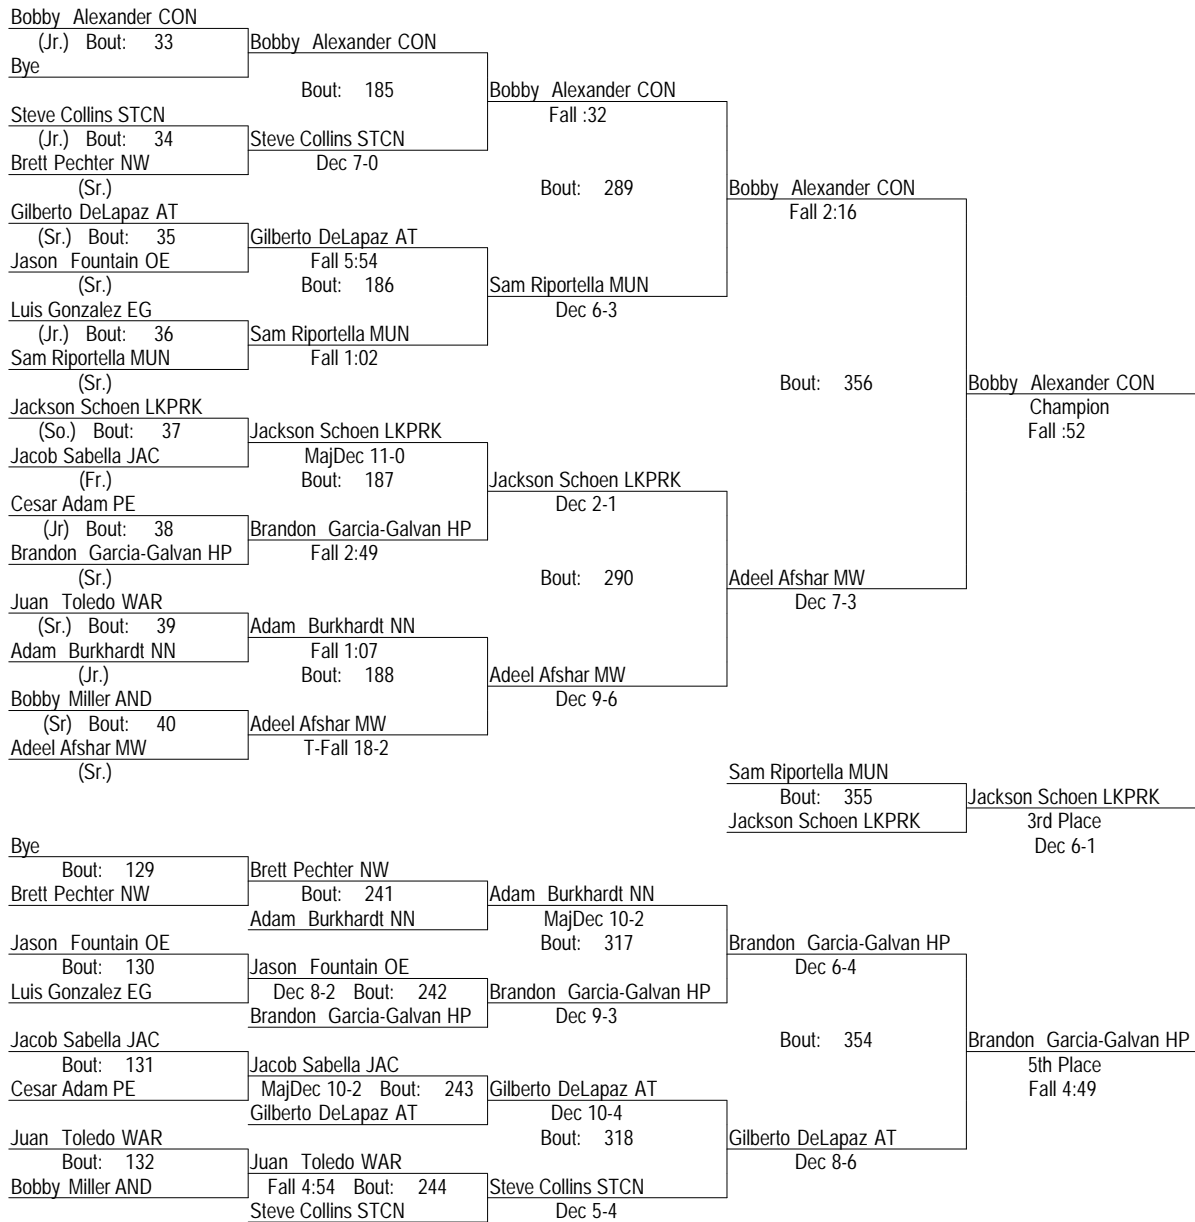 Bobby Alexander CON
(Jr.) Bout: 33
Bye
Bobby Alexander CON
Bout: 185
Steve Collins STCN
(Jr.) Bout: 34
Brett Pechter NW
(Sr.)
Steve Collins STCN
Dec 7-0
Bobby Alexander CON
Fall :32
Bout: 289
Gilberto DeLapaz AT
(Sr.) Bout: 35
Jason Fountain OE
(Sr.)
Gilberto DeLapaz AT
Fall 5:54
Bout: 186
Luis Gonzalez EG
(Jr.) Bout: 36
Sam Riportella MUN
(Sr.)
Sam Riportella MUN
Fall 1:02
Sam Riportella MUN
Dec 6-3
Bobby Alexander CON
Fall 2:16
Bout: 356
Bobby Alexander CON
Champion
Fall :52
Jackson Schoen LKPRK
(So.) Bout: 37
Jacob Sabella JAC
(Fr.)
Jackson Schoen LKPRK
MajDec 11-0
Bout: 187
Cesar Adam PE
(Jr) Bout: 38
Brandon Garcia-Galvan HP
(Sr.)
Brandon Garcia-Galvan HP
Fall 2:49
Jackson Schoen LKPRK
Dec 2-1
Bout: 290
Juan Toledo WAR
(Sr.) Bout: 39
Adam Burkhardt NN
(Jr.)
Adam Burkhardt NN
Fall 1:07
Bout: 188
Bobby Miller AND
(Sr) Bout: 40
Adeel Afshar MW
(Sr.)
Adeel Afshar MW
T-Fall 18-2
Adeel Afshar MW
Dec 9-6
Adeel Afshar MW
Dec 7-3
Sam Riportella MUN
Bout: 355
Jackson Schoen LKPRK
Jackson Schoen LKPRK
3rd Place
Dec 6-1
Bye
Bout: 129
Brett Pechter NW
Brett Pechter NW
Bout: 241
Adam Burkhardt NN
Adam Burkhardt NN
MajDec 10-2
Bout: 317
Jason Fountain OE
Bout: 130
Luis Gonzalez EG
Jason Fountain OE
Dec 8-2 Bout: 242
Brandon Garcia-Galvan HP
Brandon Garcia-Galvan HP
Dec 9-3
Brandon Garcia-Galvan HP
Dec 6-4
Bout: 354
Jacob Sabella JAC
Bout: 131
Cesar Adam PE
Jacob Sabella JAC
MajDec 10-2 Bout: 243
Gilberto DeLapaz AT
Gilberto DeLapaz AT
Dec 10-4
Bout: 318
Juan Toledo WAR
Bout: 132
Bobby Miller AND
Juan Toledo WAR
Fall 4:54 Bout: 244
Steve Collins STCN
Steve Collins STCN
Dec 5-4
Gilberto DeLapaz AT
Dec 8-6
Brandon Garcia-Galvan HP
5th Place
Fall 4:49